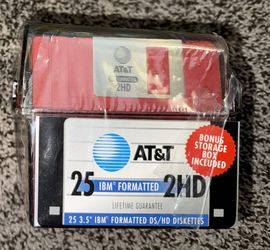 AT&T
2HD
AT&T
BONUS
STORAGE
BOX
INCLUDED
25 IBM® FORMATTED 2HD
LIFETIME GUARANTEE
25 3.5" IBM® FORMATTED DS/HD DISKETTES